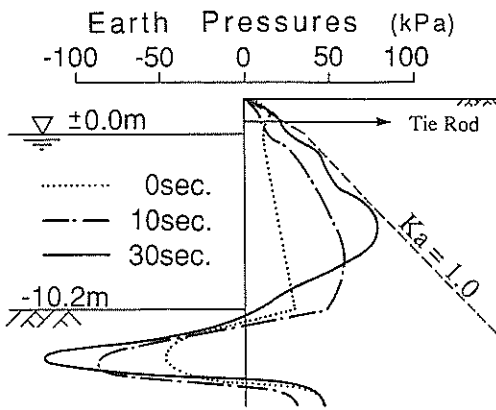 Earth Pressures (kPa)
-100 -50 0 50 100
±0.0m
Tie Rod
0sec.
10sec.
30sec.
Ka = 1.0
-10.2m